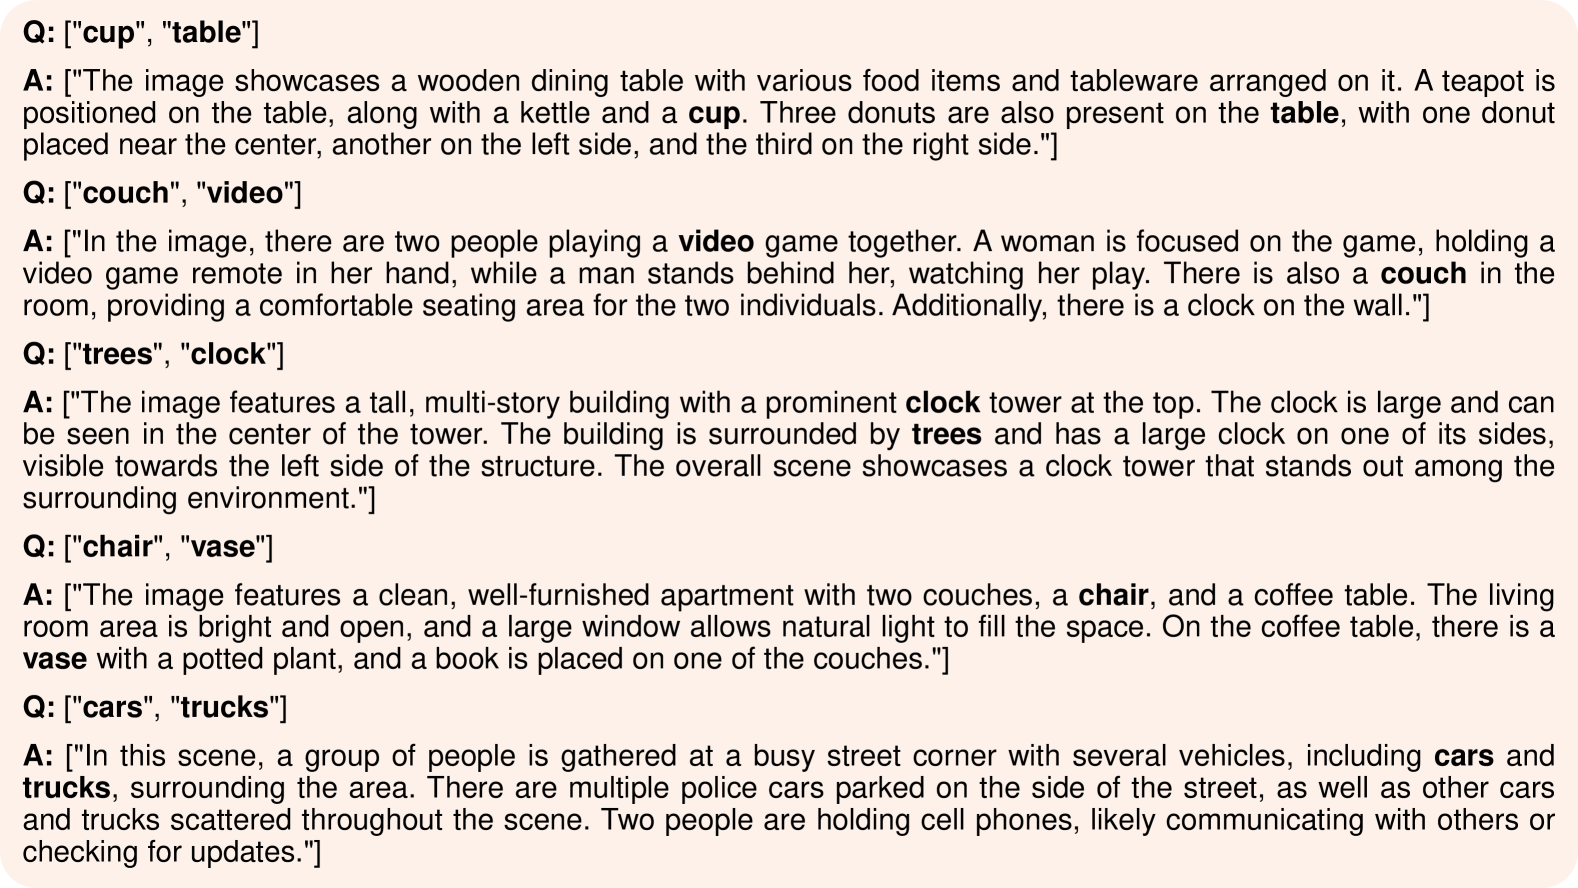 Q: ["cup", "table"]
A: ["The image showcases a wooden dining table with various food items and tableware arranged on it. A teapot is
positioned on the table, along with a kettle and a cup. Three donuts are also present on the table, with one donut
placed near the center, another on the left side, and the third on the right side."]
Q: ["couch", "video"]
A: ["In the image, there are two people playing a video game together. A woman is focused on the game, holding a
video game remote in her hand, while a man stands behind her, watching her play. There is also a couch in the
room, providing a comfortable seating area for the two individuals. Additionally, there is a clock on the wall."]
Q: ["trees", "clock"]
A: ["The image features a tall, multi-story building with a prominent clock tower at the top. The clock is large and can
be seen in the center of the tower. The building is surrounded by trees and has a large clock on one of its sides,
visible towards the left side of the structure. The overall scene showcases a clock tower that stands out among the
surrounding environment."]
Q: ["chair", "vase"]
A: ["The image features a clean, well-furnished apartment with two couches, a chair, and a coffee table. The living
room area is bright and open, and a large window allows natural light to fill the space. On the coffee table, there is a
vase with a potted plant, and a book is placed on one of the couches."]
Q: ["cars", "trucks"]
A: ["In this scene, a group of people is gathered at a busy street corner with several vehicles, including cars and
trucks, surrounding the area. There are multiple police cars parked on the side of the street, as well as other cars
and trucks scattered throughout the scene. Two people are holding cell phones, likely communicating with others or
checking for updates."]